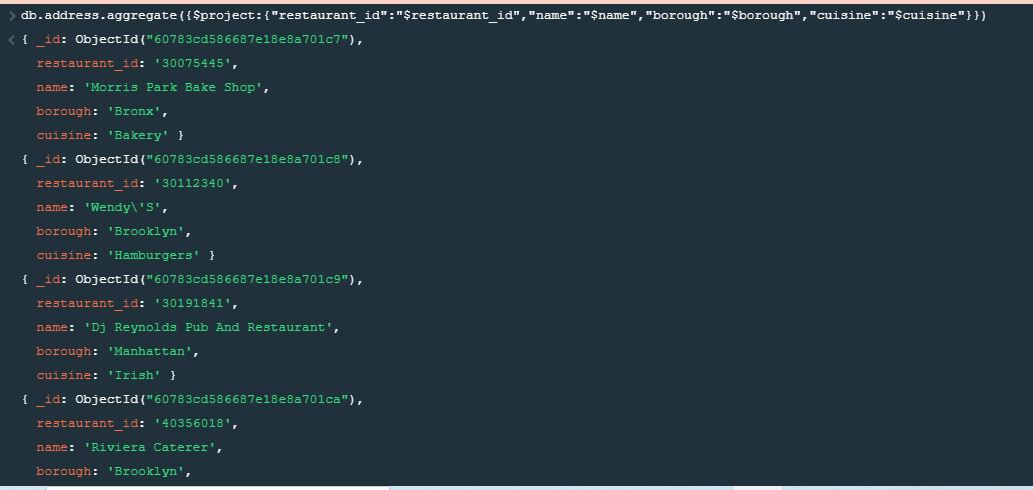 > db.address.aggregate({$project:{"restaurant_id":"$restaurant_id","name":"$name","borough":"$borough","cuisine":"$cuisine"}})
< { _id: ObjectId("60783cd586687e18e8a701c7"),
restaurant_id: '30075445',
name: 'Morris Park Bake Shop',
borough: 'Bronx',
cuisine: 'Bakery' }
{ _id: ObjectId("60783cd586687e18e8a701c8"),
restaurant_id: '30112340',
name: 'Wendy\'S',
borough: 'Brooklyn',
cuisine: 'Hamburgers' }
{ _id: ObjectId("60783cd586687e18e8a701c9"),
restaurant_id: '30191841',
name: 'Dj Reynolds Pub And Restaurant',
borough: 'Manhattan',
cuisine: 'Irish' }
{ _id: ObjectId("60783cd586687e18e8a701ca"),
restaurant_id: '40356018',
name: 'Riviera Caterer',
borough: 'Brooklyn',